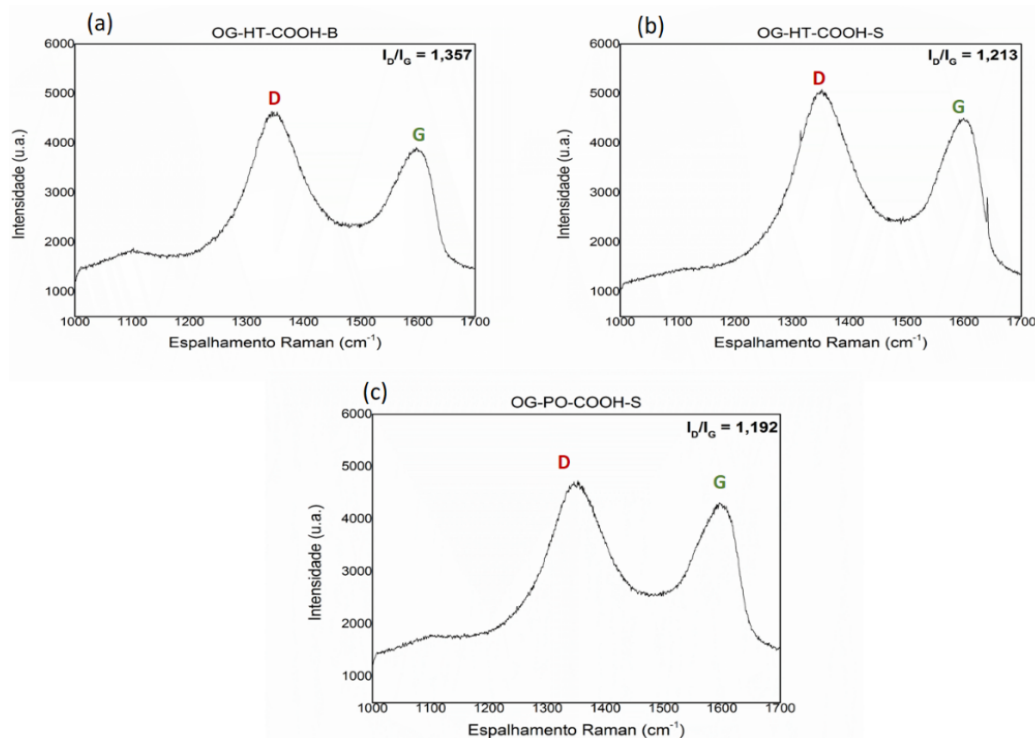 (a)
OG-HT-COOH-B
I_D/I_G = 1,357
D
G
6000
5000
4000
3000
2000
1000
Intensidade (u.a.)
1000 1100 1200 1300 1400 1500 1600 1700
Espalhamento Raman (cm⁻¹)
(b)
OG-HT-COOH-S
I_D/I_G = 1,213
D
G
6000
5000
4000
3000
2000
1000
Intensidade (u.a.)
1000 1100 1200 1300 1400 1500 1600 1700
Espalhamento Raman (cm⁻¹)
(c)
OG-PO-COOH-S
I_D/I_G = 1,192
D
G
6000
5000
4000
3000
2000
1000
Intensidade (u.a.)
1000 1100 1200 1300 1400 1500 1600 1700
Espalhamento Raman (cm⁻¹)